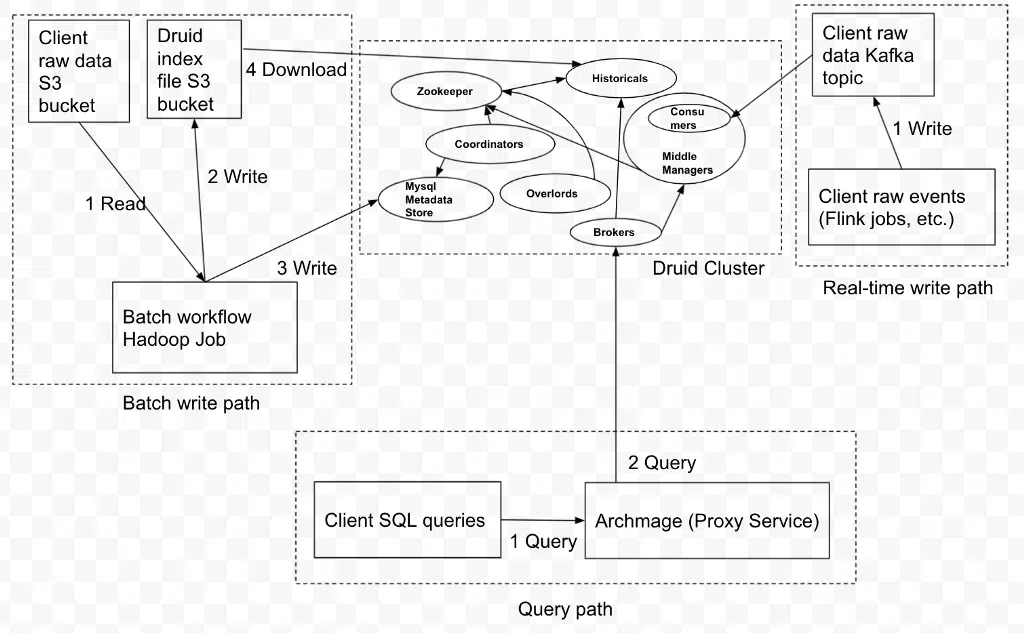 Client
raw data
S3
bucket
Druid
index
file S3
bucket
4 Download
2 Write
1 Read
3 Write
Batch workflow
Hadoop Job
Batch write path
Zookeeper
Historicals
Coordinators
Consu
mers
Middle
Managers
Mysql
Metadata
Store
Overlords
Brokers
Druid Cluster
Client raw
data Kafka
topic
1 Write
Client raw events
(Flink jobs, etc.)
Real-time write path
2 Query
Client SQL queries
1 Query
Archmage (Proxy Service)
Query path